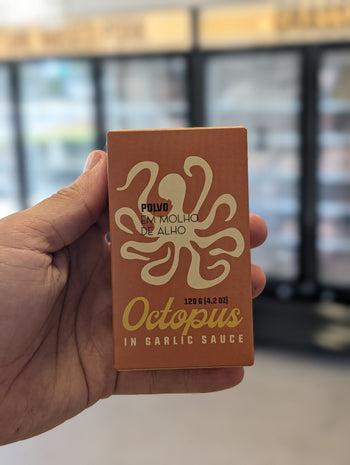 POLVO
EM MOLHO
DE ALHO
120 G (4.2 OZ)
Octopus
IN GARLIC SAUCE